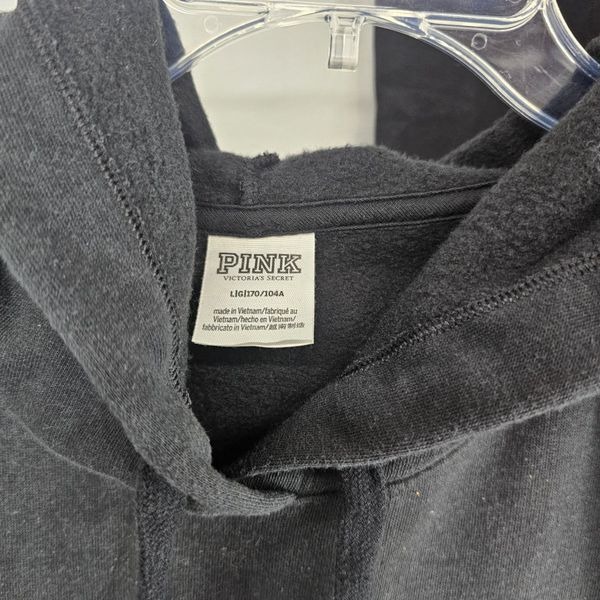 PINK
VICTORIA'S SECRET
L|G|170/104A
made in Vietnam/fabriqué au
Vietnam/hecho en Vietnam/
fabbricato in Vietnam/